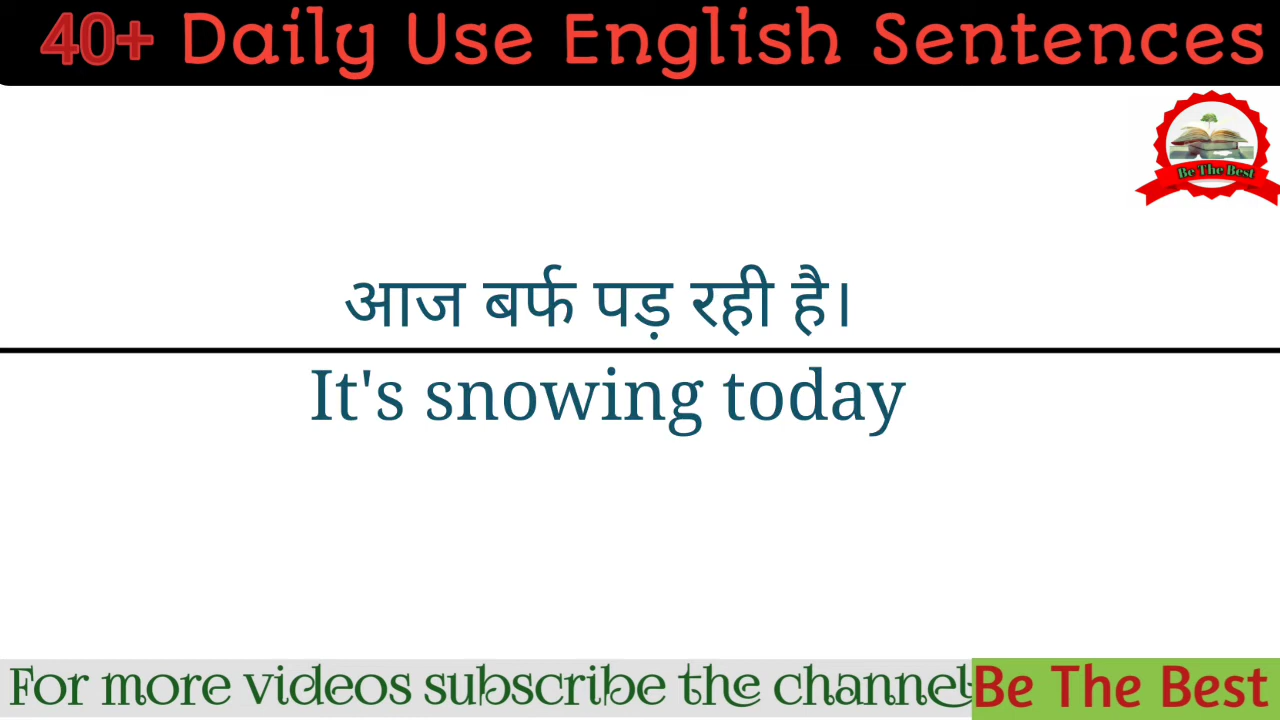 40+ Daily Use English Sentences
Be The Best
आज बर्फ पड़ रही है।
It's snowing today
For more videos subscribe the channel Be The Best